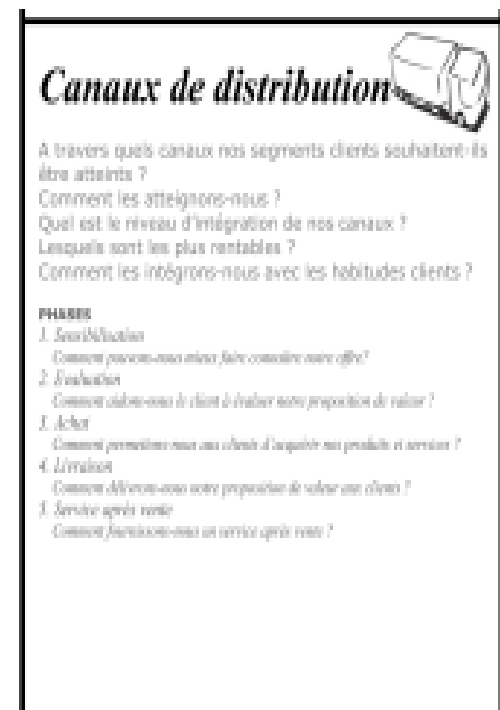 Canaux de distribution
A travers quels canaux nos segments clients souhaitent-ils
être atteints ?
Comment les atteignons-nous ?
Quel est le niveau d'intégration de nos canaux ?
Lesquels sont les plus rentables ?
Comment les intégrons-nous avec les habitudes clients ?
PHASES
1. Sensibilisation
Comment pouvons-nous mieux faire connaître notre offre?
2. Evaluation
Comment aidons-nous le client à évaluer notre proposition de valeur ?
3. Achat
Comment permettons-nous aux clients d'acquérir nos produits et services ?
4. Livraison
Comment délivrons-nous notre proposition de valeur aux clients ?
5. Service après vente
Comment fournissons-nous un service après vente ?